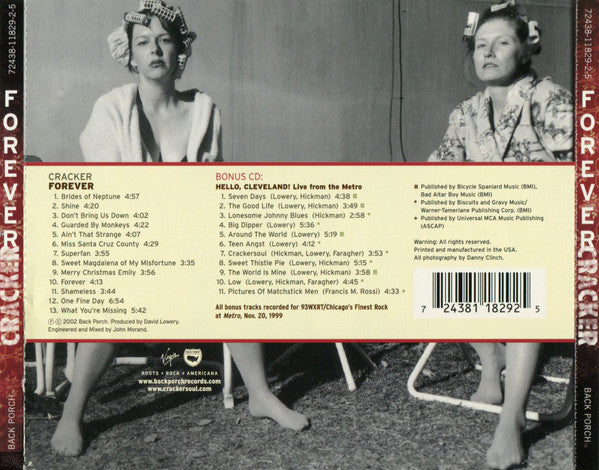 72438-11829-2-5
FOREVER CRACKER
BACK PORCH™
CRACKER
FOREVER
1. Brides of Neptune 4:57
2. Shine 4:20
3. Don't Bring Us Down 4:02
4. Guarded By Monkeys 4:22
5. Ain't That Strange 4:07
6. Miss Santa Cruz County 4:29
7. Superfan 3:51
8. Sweet Magdalena of My Misfortune 3:35
9. Merry Christmas Emily 3:56
10. Forever 4:13
11. Shameless 3:44
12. One Fine Day 6:54
13. What You're Missing 5:42
℗©2002 Back Porch. Produced by David Lowery,
Engineered and Mixed by John Morand.
BONUS CD:
HELLO, CLEVELAND! Live from the Metro
1. Seven Days (Lowery, Hickman) 4:38 ¤
2. The Good Life (Lowery, Hickman) 3:49 ¤
3. Lonesome Johnny Blues (Hickman) 2:58 *
4. Big Dipper (Lowery) 5:36 *
5. Around The World (Lowery) 5:19 ¤
6. Teen Angst (Lowery) 4:12 *
7. Crackersoul (Hickman, Lowery, Faragher) 3:53 *
8. Sweet Thistle Pie (Lowery, Hickman) 5:15 *
9. The World Is Mine (Lowery, Hickman) 3:58 ¤
10. Low (Lowery, Hickman, Faragher) 4:45 *
11. Pictures Of Matchstick Men (Francis M. Rossi) 4:33 +
All bonus tracks recorded for 93WXRT/Chicago's Finest Rock
at Metro, Nov. 20, 1999
¤ Published by Bicycle Spaniard Music (BMI),
Bad Altar Boy Music (BMI)
* Published by Biscuits and Gravy Music/
Warner-Tamerlane Publishing Corp. (BMI)
+ Published by Universal MCA Music Publishing
(ASCAP)
Warning: All rights reserved.
Printed and manufactured in the USA.
All photography by Danny Clinch.
7 24381 18292 5
Virgin
ROOTS • ROCK • AMERICANA
www.backporchrecords.com
www.crackersoul.com
72438-11829-2-5
FOREVER CRACKER
BACK PORCH™